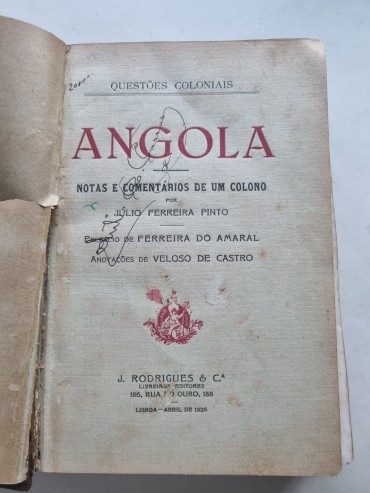 QUESTÕES COLONIAIS
ANGOLA
NOTAS E COMENTÁRIOS DE UM COLONO
POR
JÚLIO FERREIRA PINTO
DE FERREIRA DO AMARAL
ANOTAÇÕES DE VELOSO DE CASTRO
J. RODRIGUES & C.A
LIVREIROS EDITORES
186, RUA DO OURO, 188
LISBOA—ABRIL DE 1926